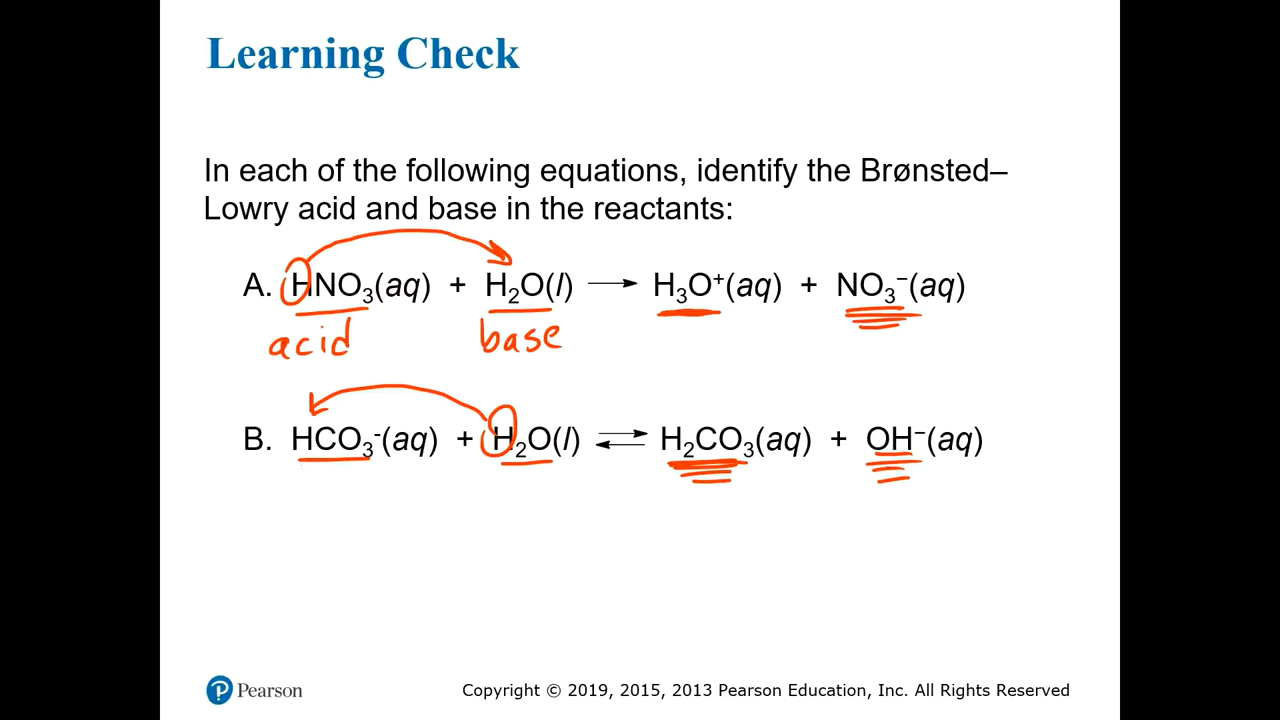 Learning Check
In each of the following equations, identify the Brønsted–
Lowry acid and base in the reactants:
A. HNO₃(aq) + H₂O(l) ⟶ H₃O⁺(aq) + NO₃⁻(aq)
acid base
B. HCO₃⁻(aq) + H₂O(l) ⇌ H₂CO₃(aq) + OH⁻(aq)
Pearson Copyright © 2019, 2015, 2013 Pearson Education, Inc. All Rights Reserved